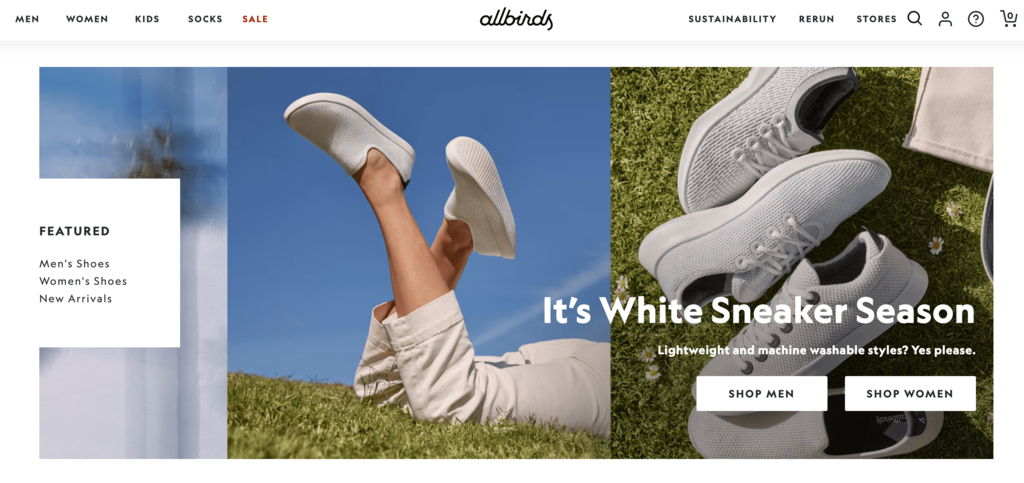 MEN WOMEN KIDS SOCKS SALE allbirds SUSTAINABILITY RERUN STORES ? 0
FEATURED
Men's Shoes
Women's Shoes
New Arrivals
It's White Sneaker Season
Lightweight and machine washable styles? Yes please.
SHOP MEN SHOP WOMEN
allbirds